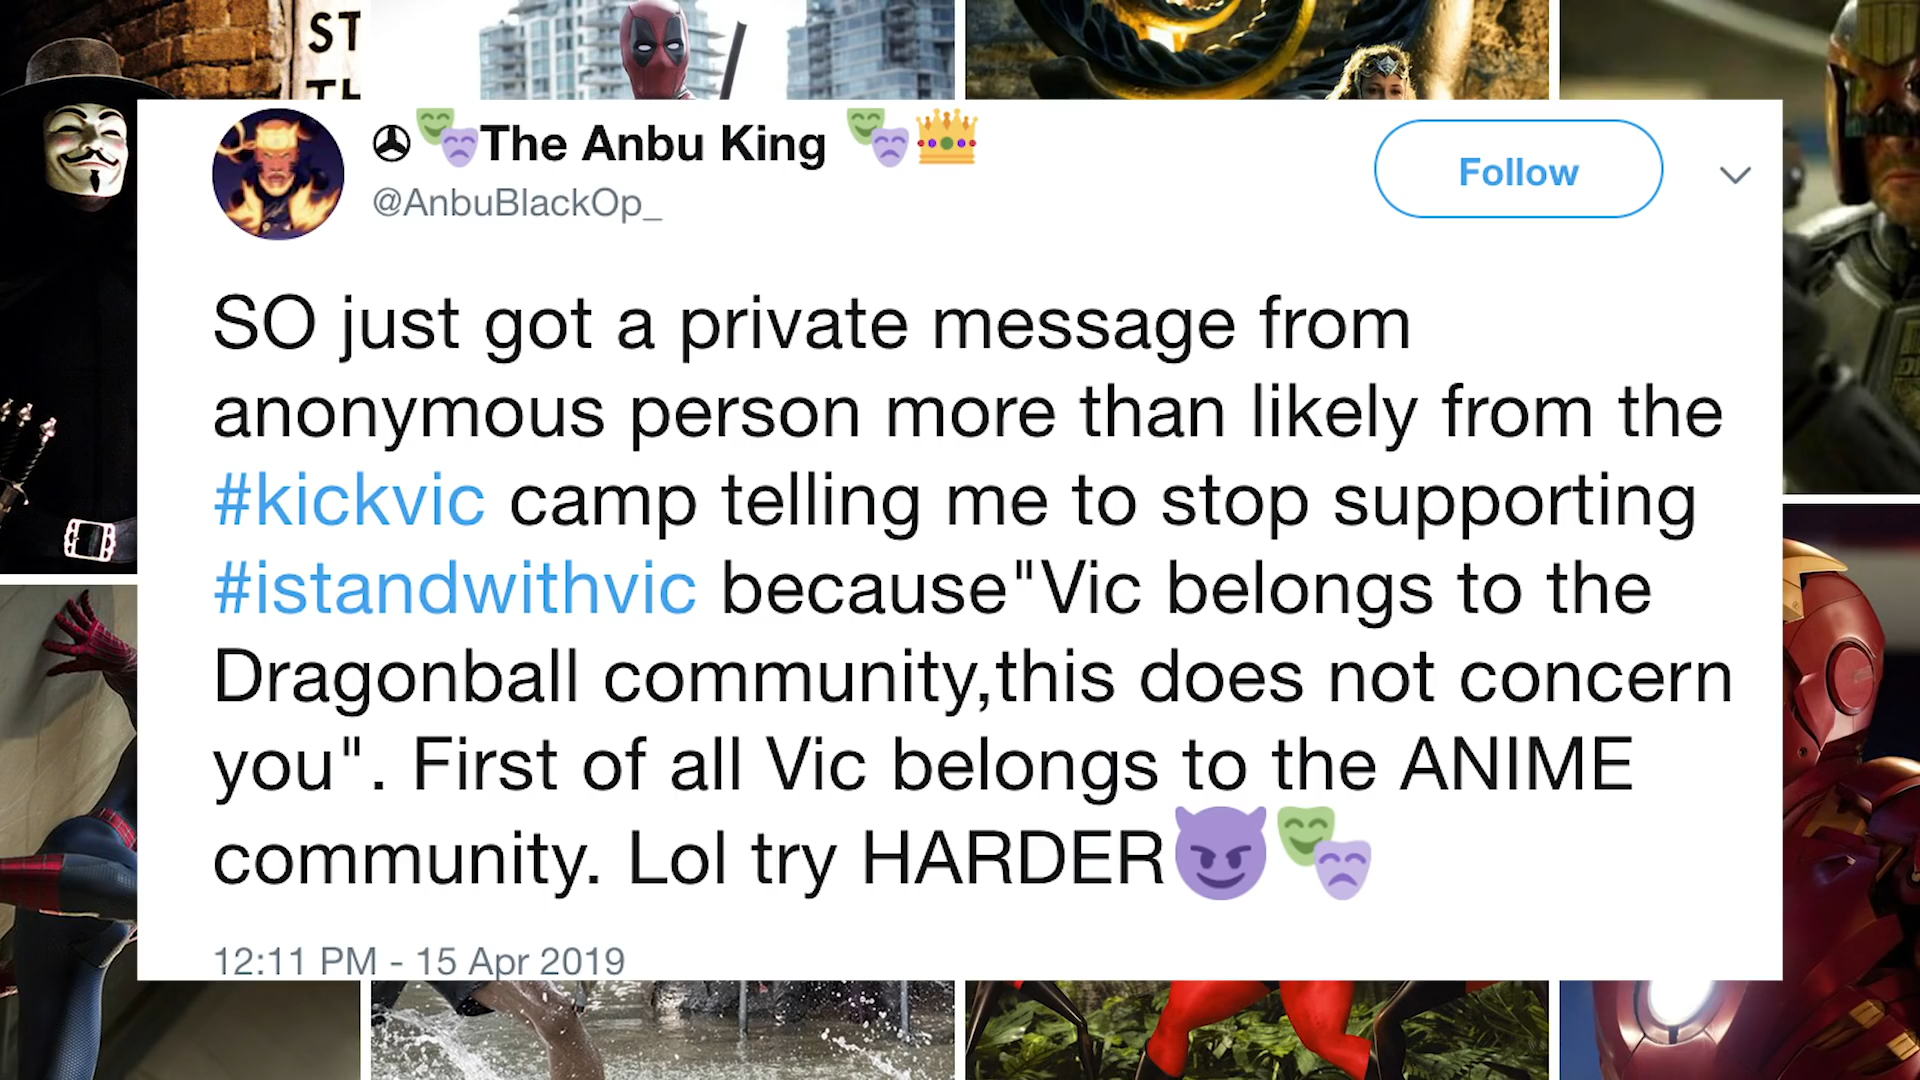 ST
TH
The Anbu King
@AnbuBlackOp_
Follow
SO just got a private message from
anonymous person more than likely from the
#kickvic camp telling me to stop supporting
#istandwithvic because"Vic belongs to the
Dragonball community,this does not concern
you". First of all Vic belongs to the ANIME
community. Lol try HARDER
12:11 PM - 15 Apr 2019